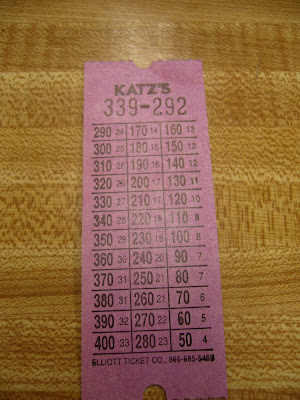 KATZ'S
339-292
290 24 170 14 160 13
300 25 180 15 150 12
310 26 190 16 140 12
320 26 200 17 130 11
330 27 210 17 120 10
340 28 220 18 110 9
350 29 230 19 100 8
360 30 240 20 90 7
370 31 250 21 80 7
380 31 260 21 70 6
390 32 270 22 60 5
400 33 280 23 50 4
ELLIOTT TICKET CO., 866-685-5468